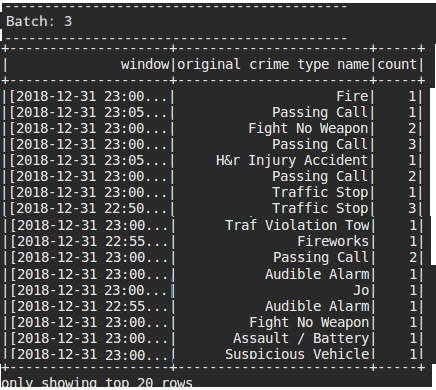 -------------------------------------------
Batch: 3
-------------------------------------------
+--------------------+------------------------+-----+
|              window|original crime type name|count|
+--------------------+------------------------+-----+
|[2018-12-31 23:00...|                    Fire|    1|
|[2018-12-31 23:05...|            Passing Call|    1|
|[2018-12-31 23:00...|         Fight No Weapon|    2|
|[2018-12-31 23:00...|            Passing Call|    3|
|[2018-12-31 23:05...|     H&r Injury Accident|    1|
|[2018-12-31 23:00...|            Passing Call|    2|
|[2018-12-31 23:00...|            Traffic Stop|    1|
|[2018-12-31 22:50...|            Traffic Stop|    3|
|[2018-12-31 23:00...|      Traf Violation Tow|    1|
|[2018-12-31 22:55...|               Fireworks|    1|
|[2018-12-31 23:00...|            Passing Call|    2|
|[2018-12-31 23:00...|           Audible Alarm|    1|
|[2018-12-31 23:00...|                      Jo|    1|
|[2018-12-31 22:55...|           Audible Alarm|    1|
|[2018-12-31 23:00...|         Fight No Weapon|    1|
|[2018-12-31 23:00...|       Assault / Battery|    1|
|[2018-12-31 23:00...|      Suspicious Vehicle|    1|
+--------------------+------------------------+-----+
only showing top 20 rows